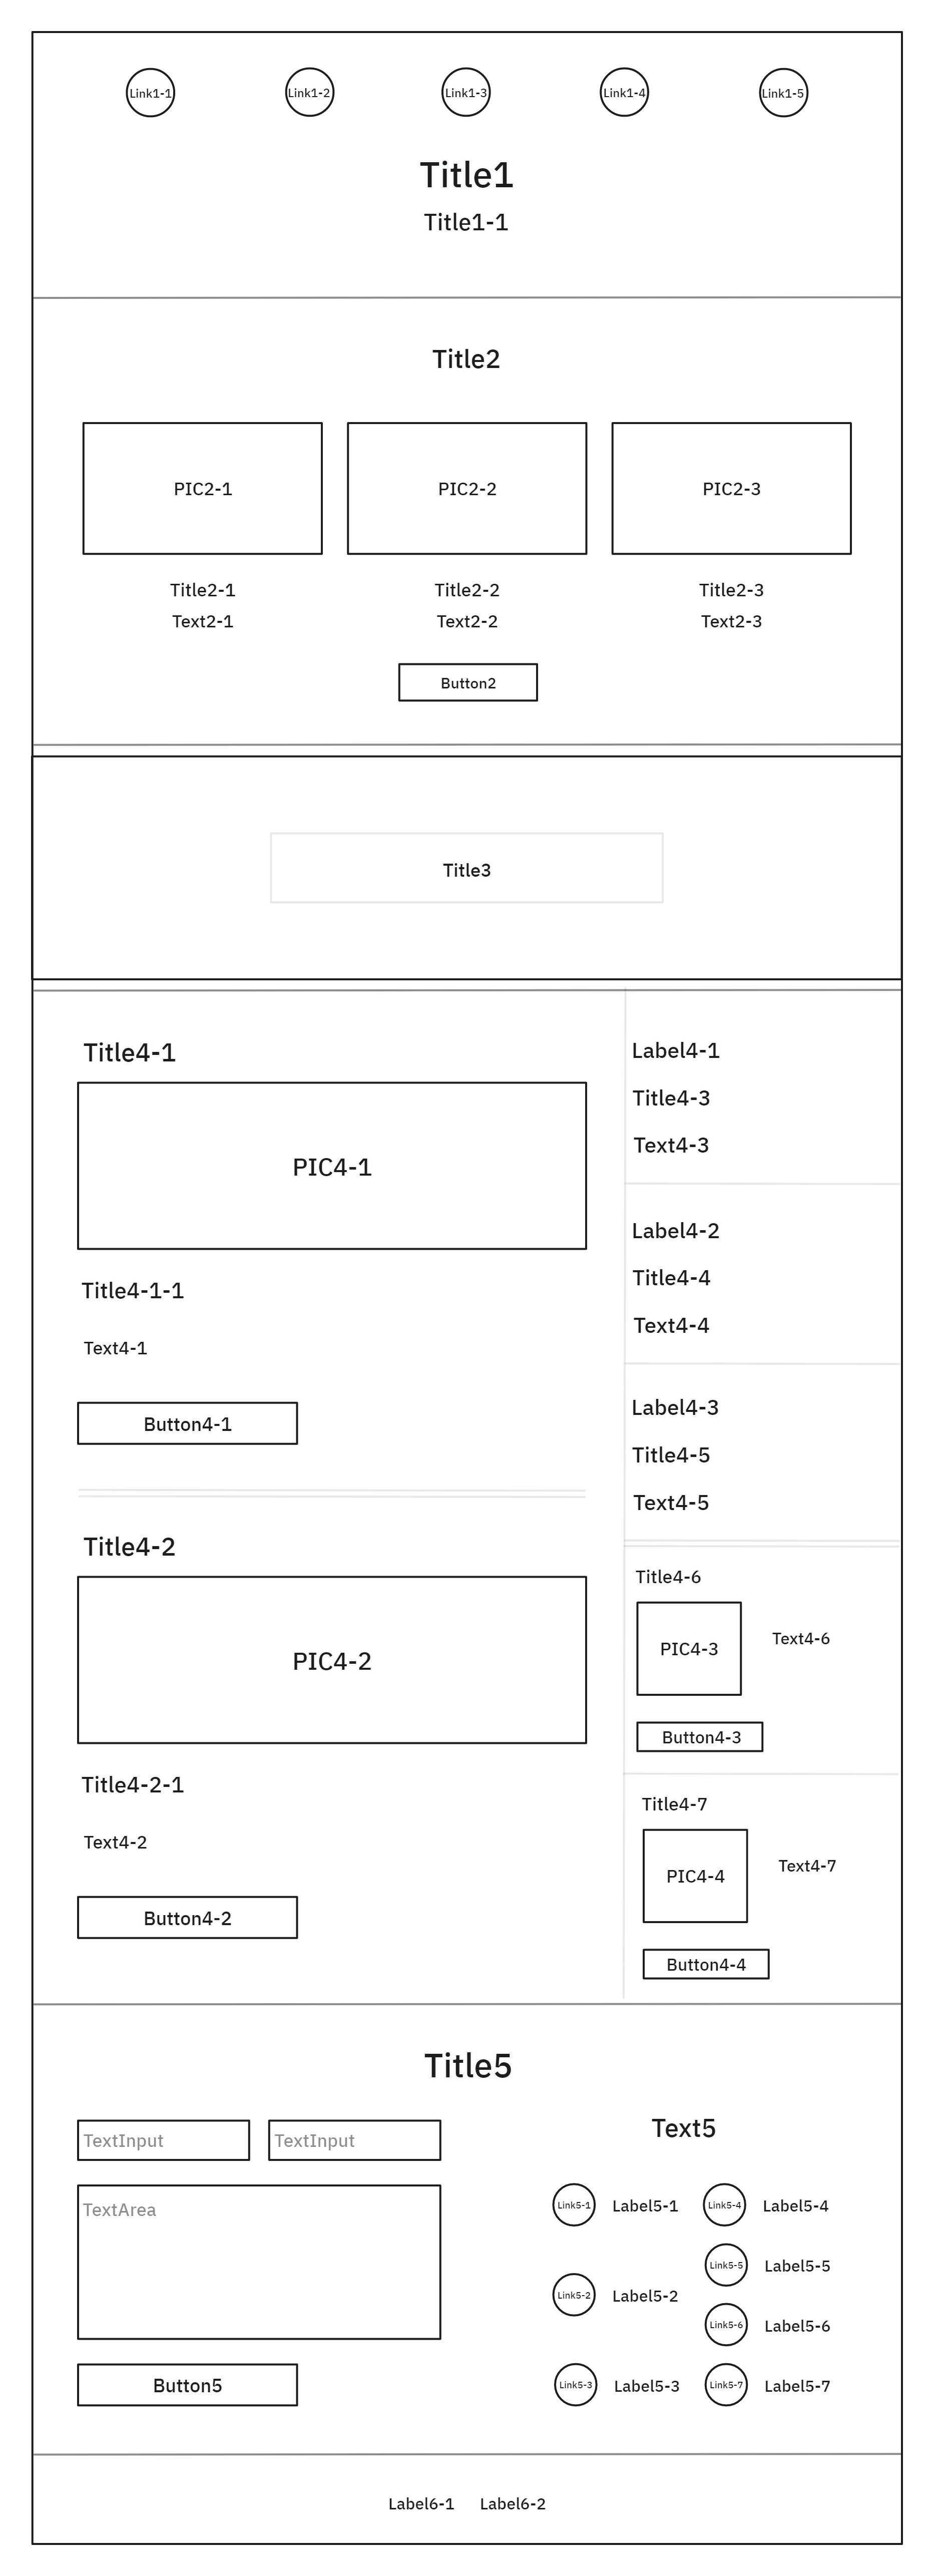 Link1-1
Link1-2
Link1-3
Link1-4
Link1-5
Title1
Title1-1
Title2
PIC2-1
PIC2-2
PIC2-3
Title2-1
Title2-2
Title2-3
Text2-1
Text2-2
Text2-3
Button2
Title3
Title4-1
PIC4-1
Title4-1-1
Text4-1
Button4-1
Title4-2
PIC4-2
Title4-2-1
Text4-2
Button4-2
Label4-1
Title4-3
Text4-3
Label4-2
Title4-4
Text4-4
Label4-3
Title4-5
Text4-5
Title4-6
PIC4-3
Text4-6
Button4-3
Title4-7
PIC4-4
Text4-7
Button4-4
Title5
TextInput
TextInput
TextArea
Button5
Text5
Link5-1
Label5-1
Link5-2
Label5-2
Link5-3
Label5-3
Link5-4
Label5-4
Link5-5
Label5-5
Link5-6
Label5-6
Link5-7
Label5-7
Label6-1
Label6-2